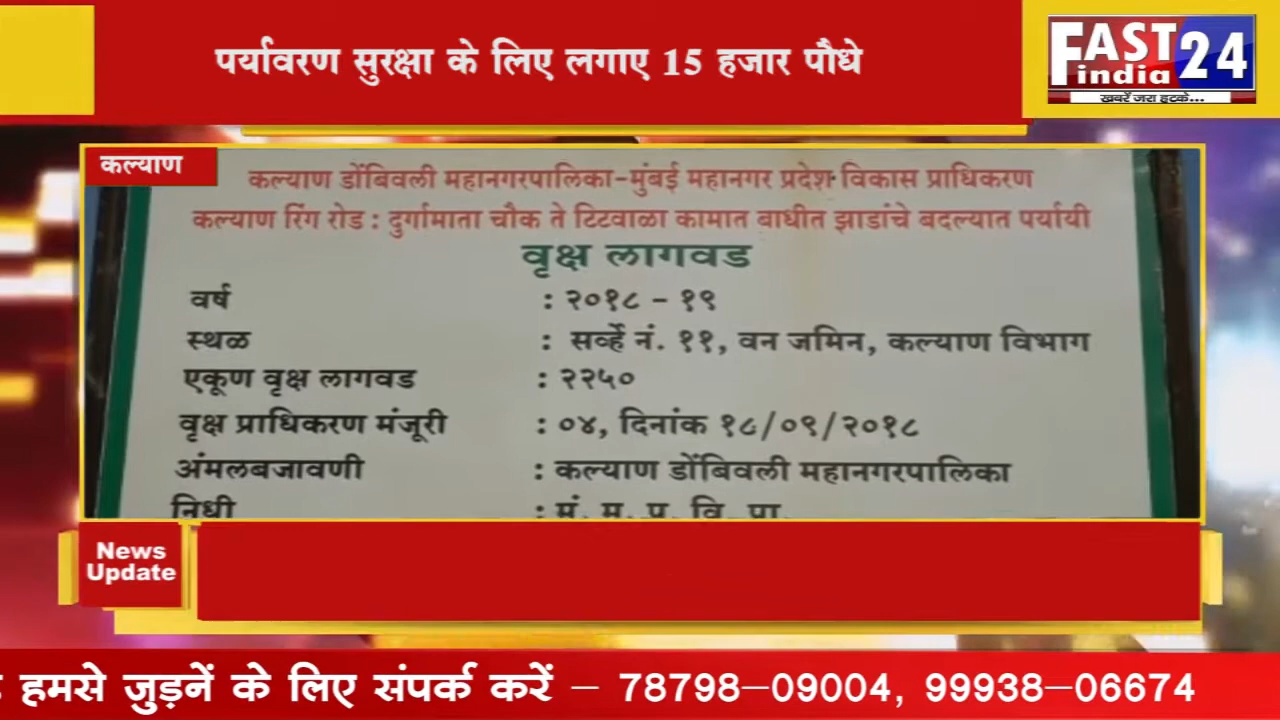 पर्यावरण सुरक्षा के लिए लगाए 15 हजार पौधे
FAST india 24
खबरें जरा हटके...
कल्याण
कल्याण डोंबिवली महानगरपालिका-मुंबई महानगर प्रदेश विकास प्राधिकरण
कल्याण रिंग रोड : दुर्गामाता चौक ते टिटवाळा कामात बाधीत झाडांचे बदल्यात पर्यायी
वृक्ष लागवड
वर्ष : २०१८ - १९
स्थळ : सर्व्हे नं. ११, वन जमिन, कल्याण विभाग
एकूण वृक्ष लागवड : २२५०
वृक्ष प्राधिकरण मंजूरी : ०४, दिनांक १८/०९/२०१८
अंमलबजावणी : कल्याण डोंबिवली महानगरपालिका
निधी : मुं. म. प्र. वि. प्रा.
News
Update
हमसे जुड़नें के लिए संपर्क करें – 78798–09004, 99938–06674